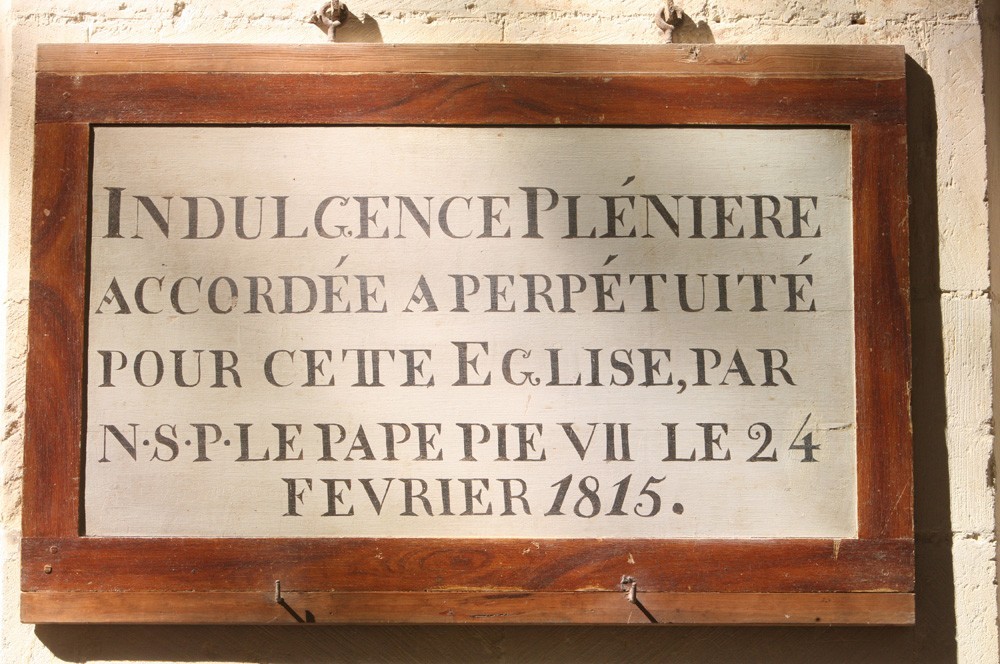 INDULGENCE PLÉNIERE
ACCORDÉE A PERPÉTUITÉ
POUR CETTE EGLISE, PAR
N·S·P·LE PAPE PIE VII LE 24
FEVRIER 1815.